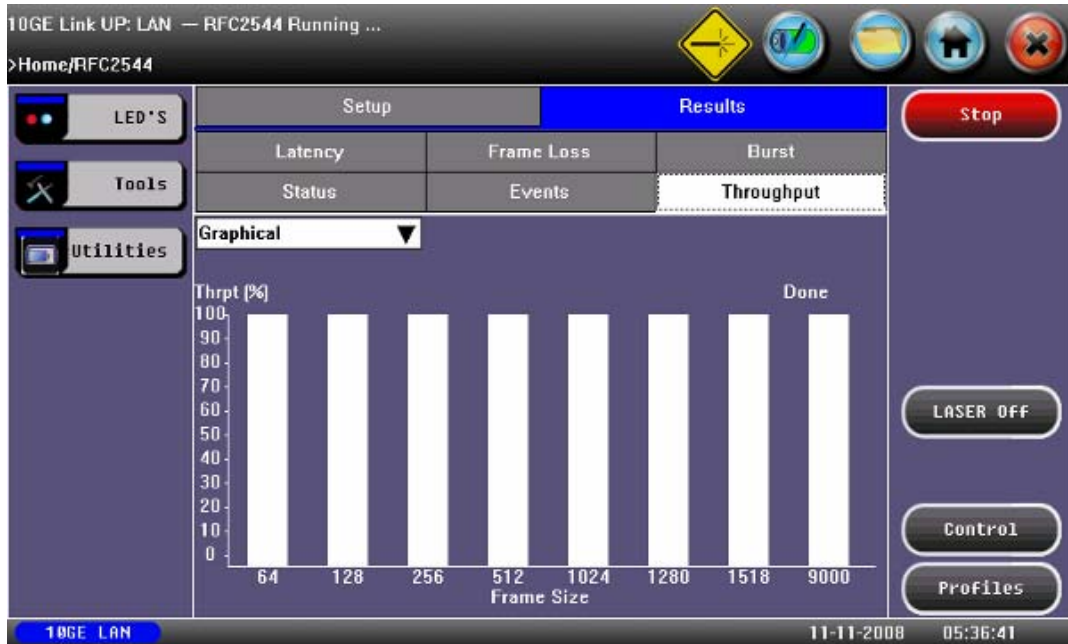 10GE Link UP: LAN — RFC2544 Running ...
>Home/RFC2544
LED'S
Tools
Utilities
Setup
Results
Latency
Frame Loss
Burst
Status
Events
Throughput
Graphical
Thrpt (%)
Done
100
90
80
70
60
50
40
30
20
10
0
64 128 256 512 1024 1280 1518 9000
Frame Size
Stop
LASER Off
Control
Profiles
10GE LAN
11-11-2008 05:36:41